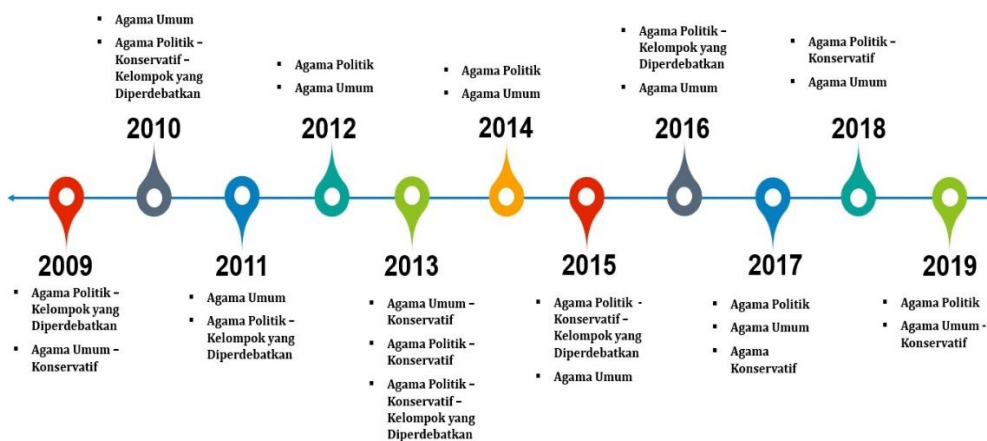 Agama Umum
Agama Politik –
Konservatif –
Kelompok yang
Diperdebatkan
2010
Agama Politik
Agama Umum
2012
Agama Politik
Agama Umum
2014
Agama Politik –
Kelompok yang
Diperdebatkan
Agama Umum
2016
Agama Politik –
Konservatif
Agama Umum
2018
2009
Agama Politik –
Kelompok yang
Diperdebatkan
Agama Umum –
Konservatif
2011
Agama Umum
Agama Politik –
Kelompok yang
Diperdebatkan
2013
Agama Umum –
Konservatif
Agama Politik –
Konservatif
Agama Politik –
Konservatif –
Kelompok yang
Diperdebatkan
2015
Agama Politik -
Konservatif –
Kelompok yang
Diperdebatkan
Agama Umum
2017
Agama Politik
Agama Umum
Agama
Konservatif
2019
Agama Politik
Agama Umum -
Konservatif